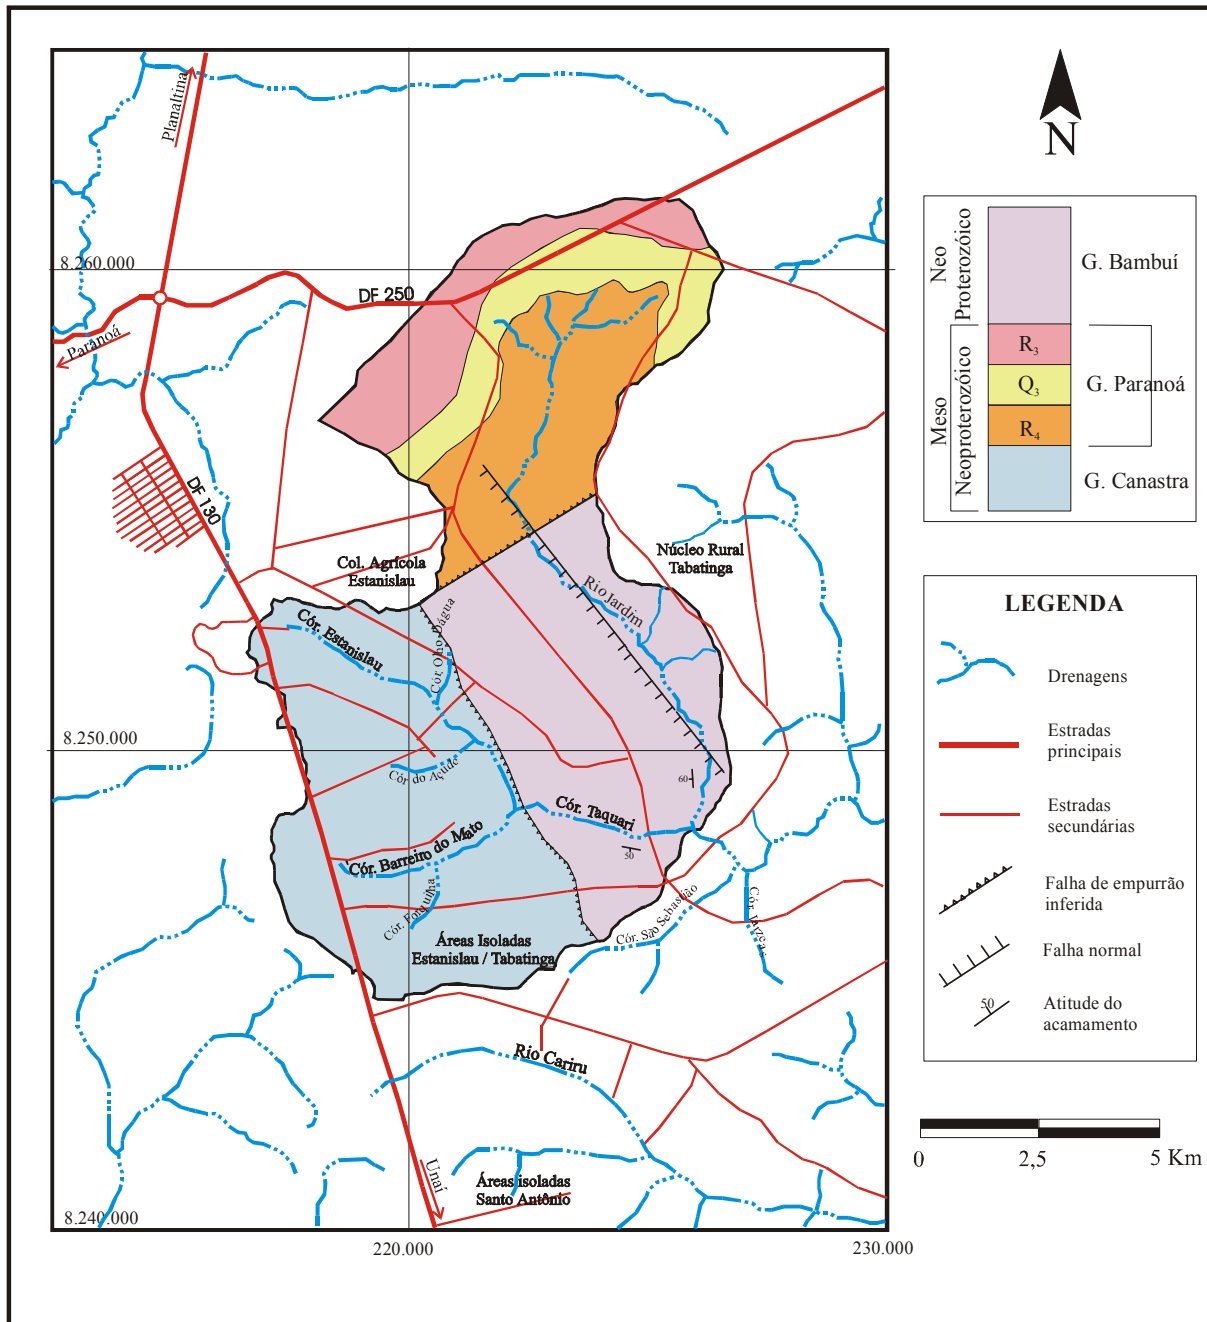 Planaltina
N
8.260.000
DF 250
Paranoá
DF 130
Col. Agrícola
Estanislau
Núcleo Rural
Tabatinga
Rio Jardim
Cór. Estanislau
Cór. Olho Dágua
8.250.000
Cór. do Açude
60
Cór. Taquari
50
Cór. Barreiro do Mato
Cór. Forquilha
Cór. São Sebastião
Áreas Isoladas
Estanislau / Tabatinga
Rio Cariru
Unaí
Áreas isoladas
Santo Antônio
8.240.000
220.000
230.000
Neo
Proterozóico
Meso
Neoproterozóico
G. Bambuí
R3
Q3
G. Paranoá
R4
G. Canastra
LEGENDA
Drenagens
Estradas
principais
Estradas
secundárias
Falha de empurrão
inferida
Falha normal
50
Atitude do
acamamento
0
2,5
5 Km